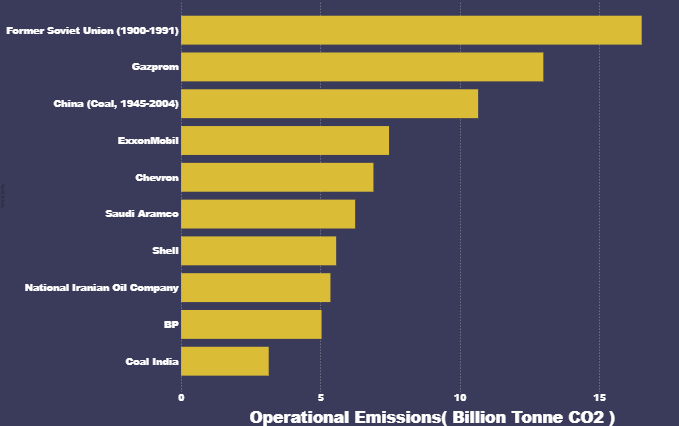 Former Soviet Union (1900-1991)
Gazprom
China (Coal, 1945-2004)
ExxonMobil
Chevron
Saudi Aramco
Shell
National Iranian Oil Company
BP
Coal India
0 5 10 15
Operational Emissions( Billion Tonne CO2 )